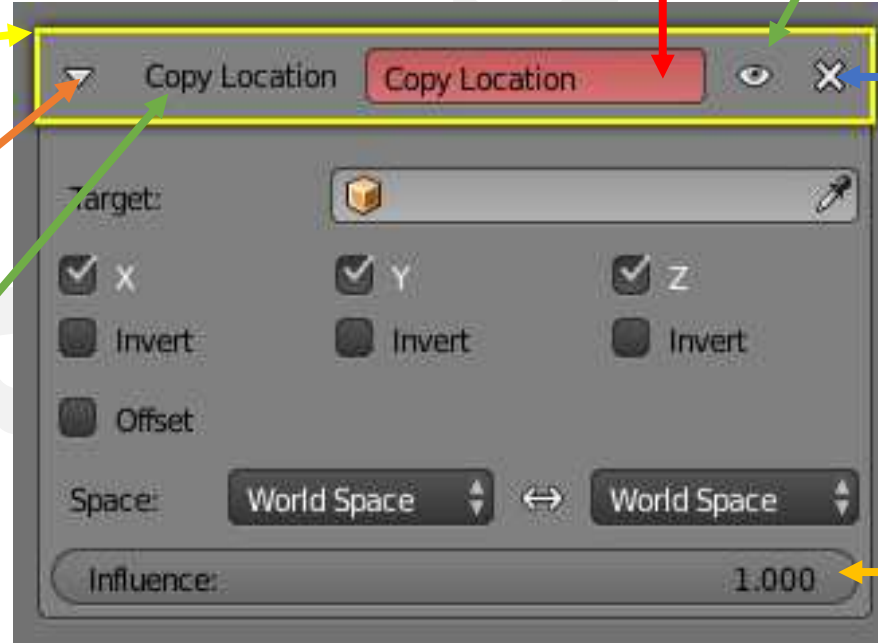 Copy Location Copy Location
Target:
X Y Z
Invert Invert Invert
Offset
Space: World Space World Space
Influence: 1.000